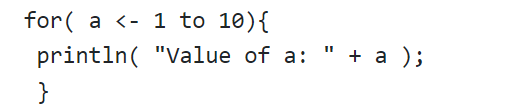 for( a <- 1 to 10){
println( "Value of a: " + a );
}